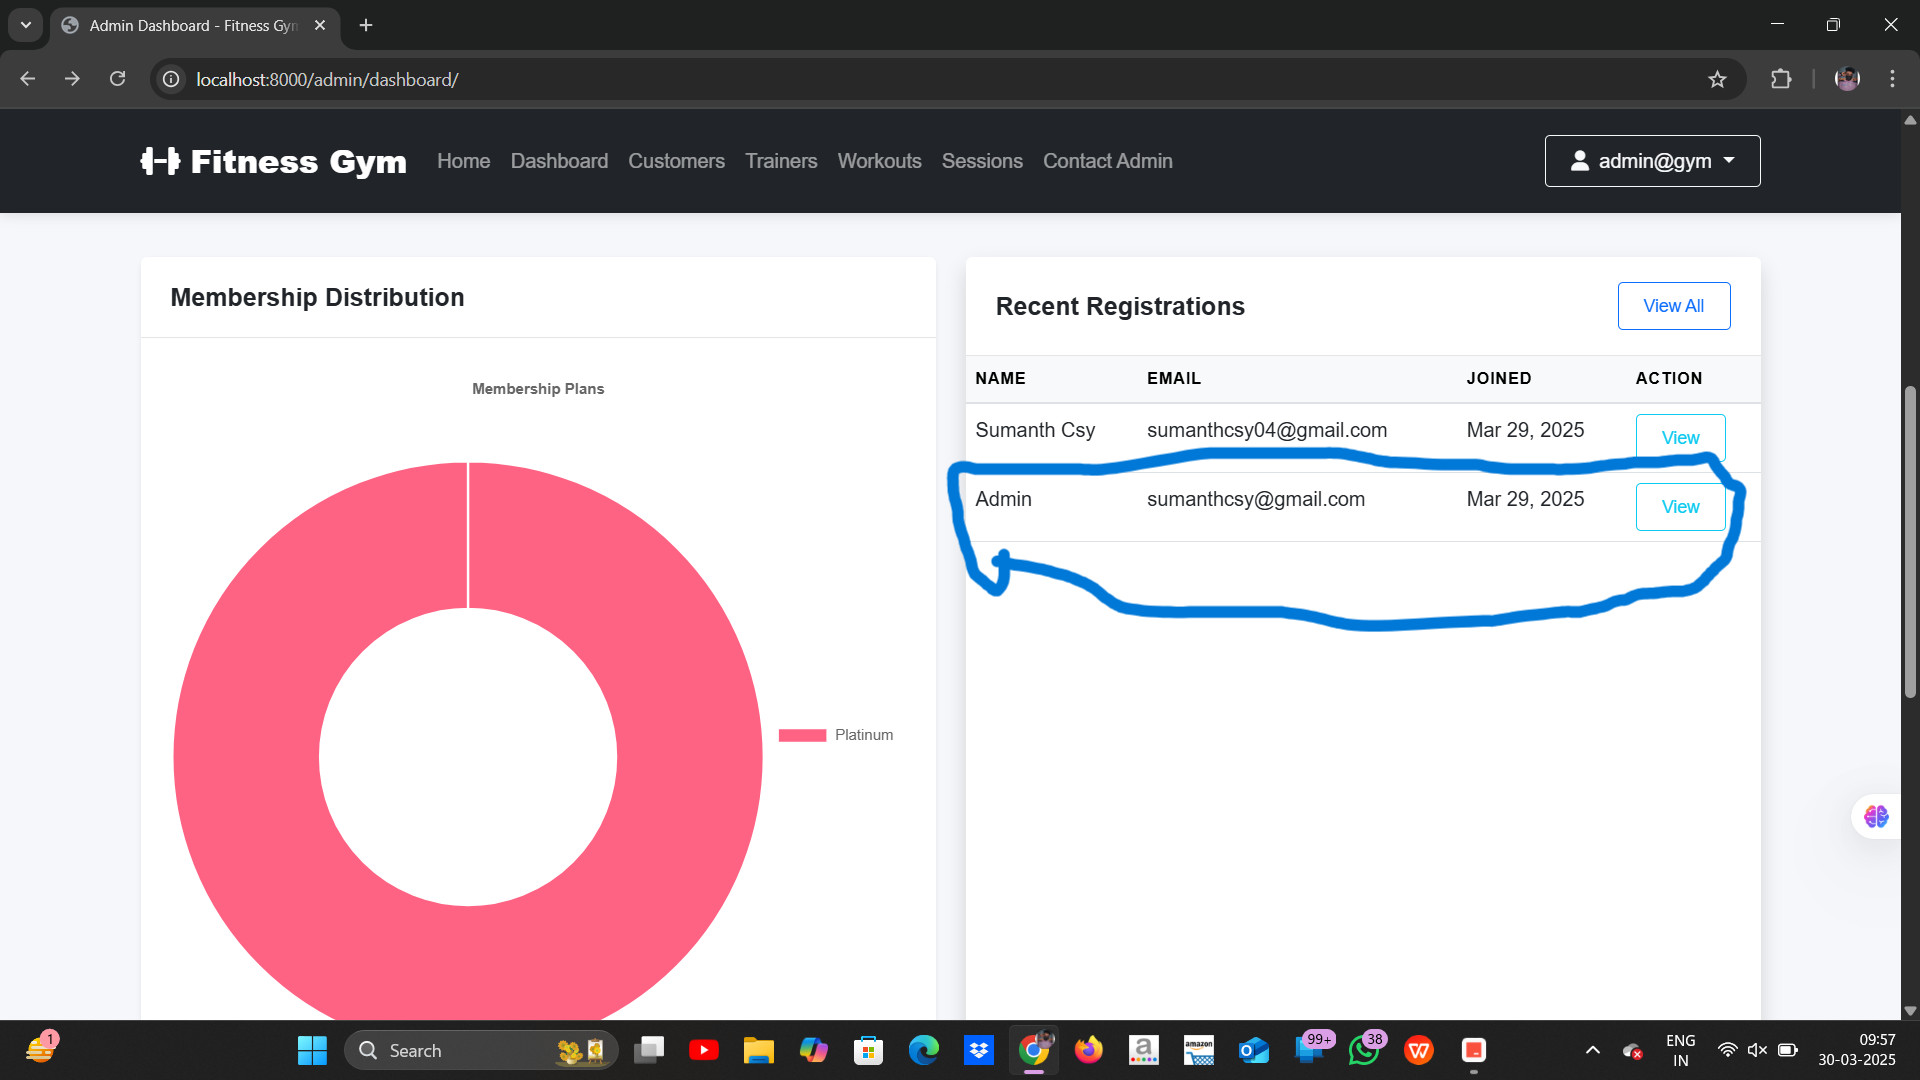 Admin Dashboard - Fitness Gym
localhost:8000/admin/dashboard/
Fitness Gym Home Dashboard Customers Trainers Workouts Sessions Contact Admin admin@gym
Membership Distribution
Membership Plans
Platinum
Recent Registrations View All
NAME EMAIL JOINED ACTION
Sumanth Csy sumanthcsy04@gmail.com Mar 29, 2025 View
Admin sumanthcsy@gmail.com Mar 29, 2025 View
1
Search
a
amazon
99+
38
ENG
IN
09:57
30-03-2025